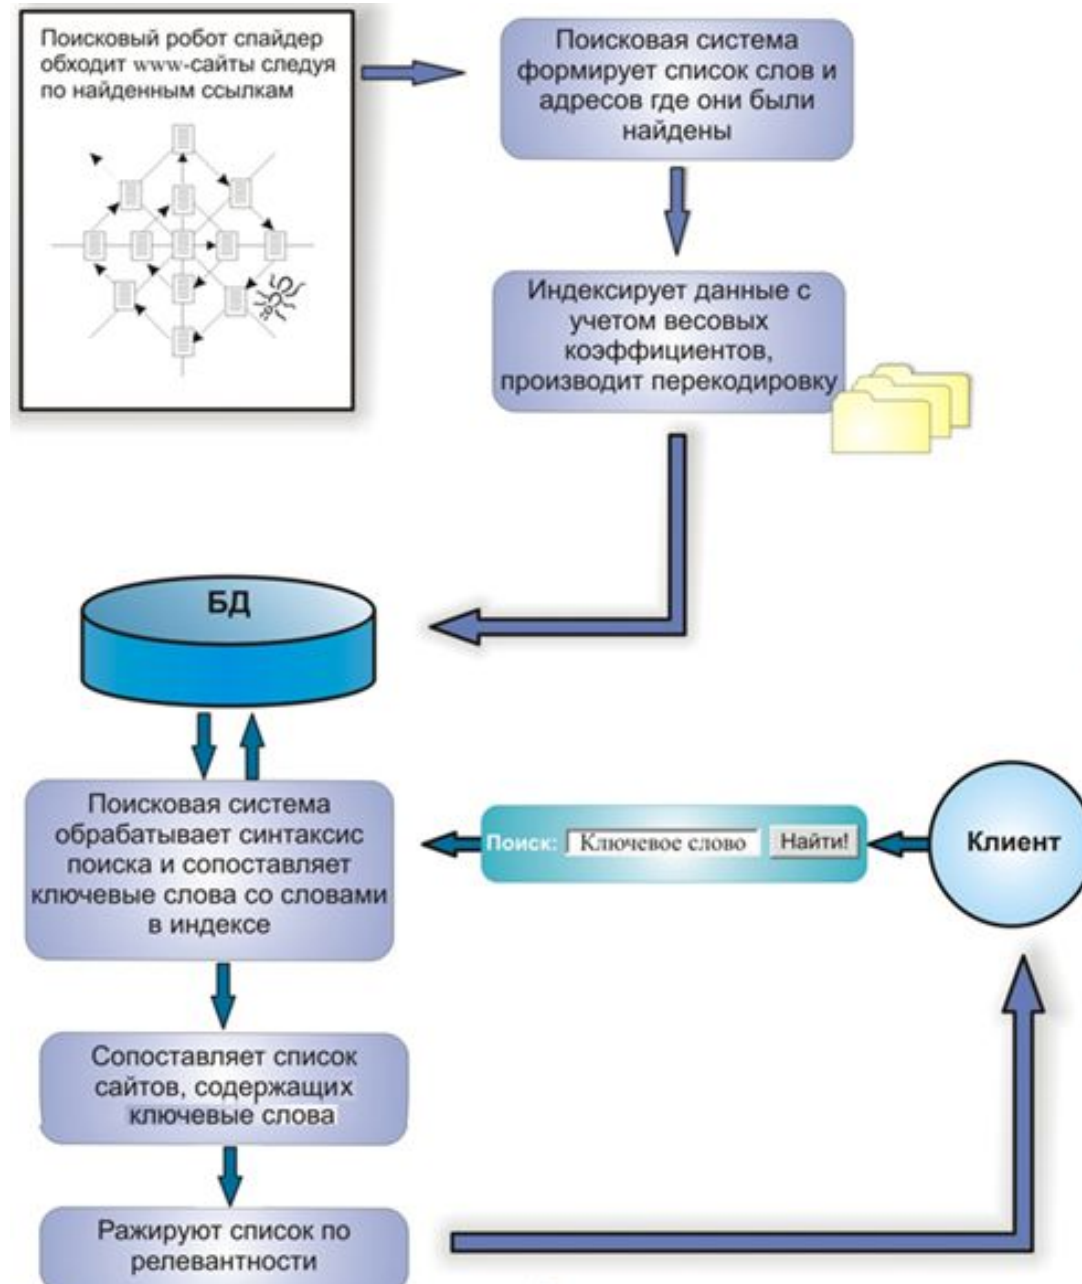 Поисковый робот спайдер
обходит www-сайты следуя
по найденным ссылкам
Поисковая система
формирует список слов и
адресов где они были
найдены
Индексирует данные с
учетом весовых
коэффициентов,
производит перекодировку
БД
Поисковая система
обрабатывает синтаксис
поиска и сопоставляет
ключевые слова со словами
в индексе
Поиск: Ключевое слово Найти!
Клиент
Сопоставляет список
сайтов, содержащих
ключевые слова
Ражируют список по
релевантности